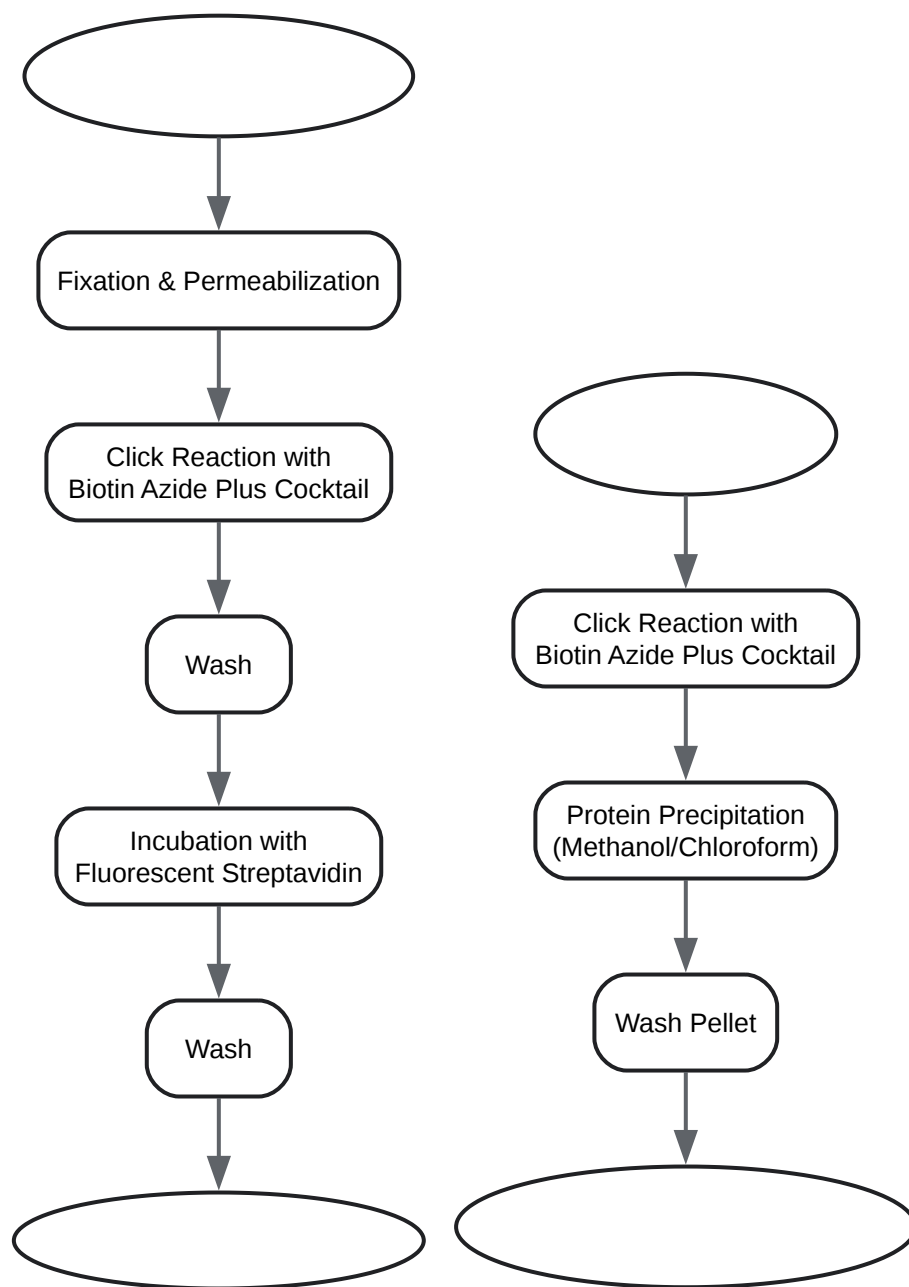 Fixation & Permeabilization
Click Reaction with
Biotin Azide Plus Cocktail
Wash
Incubation with
Fluorescent Streptavidin
Wash
Click Reaction with
Biotin Azide Plus Cocktail
Protein Precipitation
(Methanol/Chloroform)
Wash Pellet